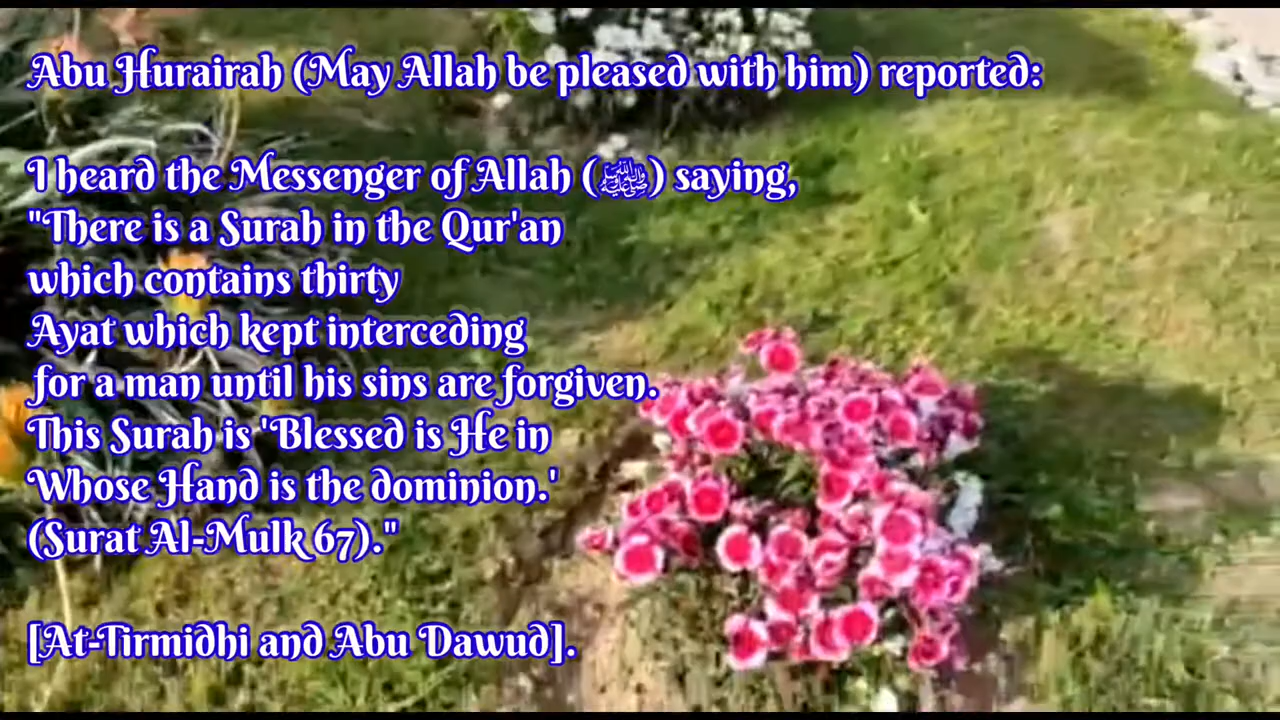 Abu Hurairah (May Allah be pleased with him) reported:
I heard the Messenger of Allah (ﷺ) saying,
"There is a Surah in the Qur'an
which contains thirty
Ayat which kept interceding
for a man until his sins are forgiven.
This Surah is 'Blessed is He in
Whose Hand is the dominion.'
(Surat Al-Mulk 67)."
[At-Tirmidhi and Abu Dawud].